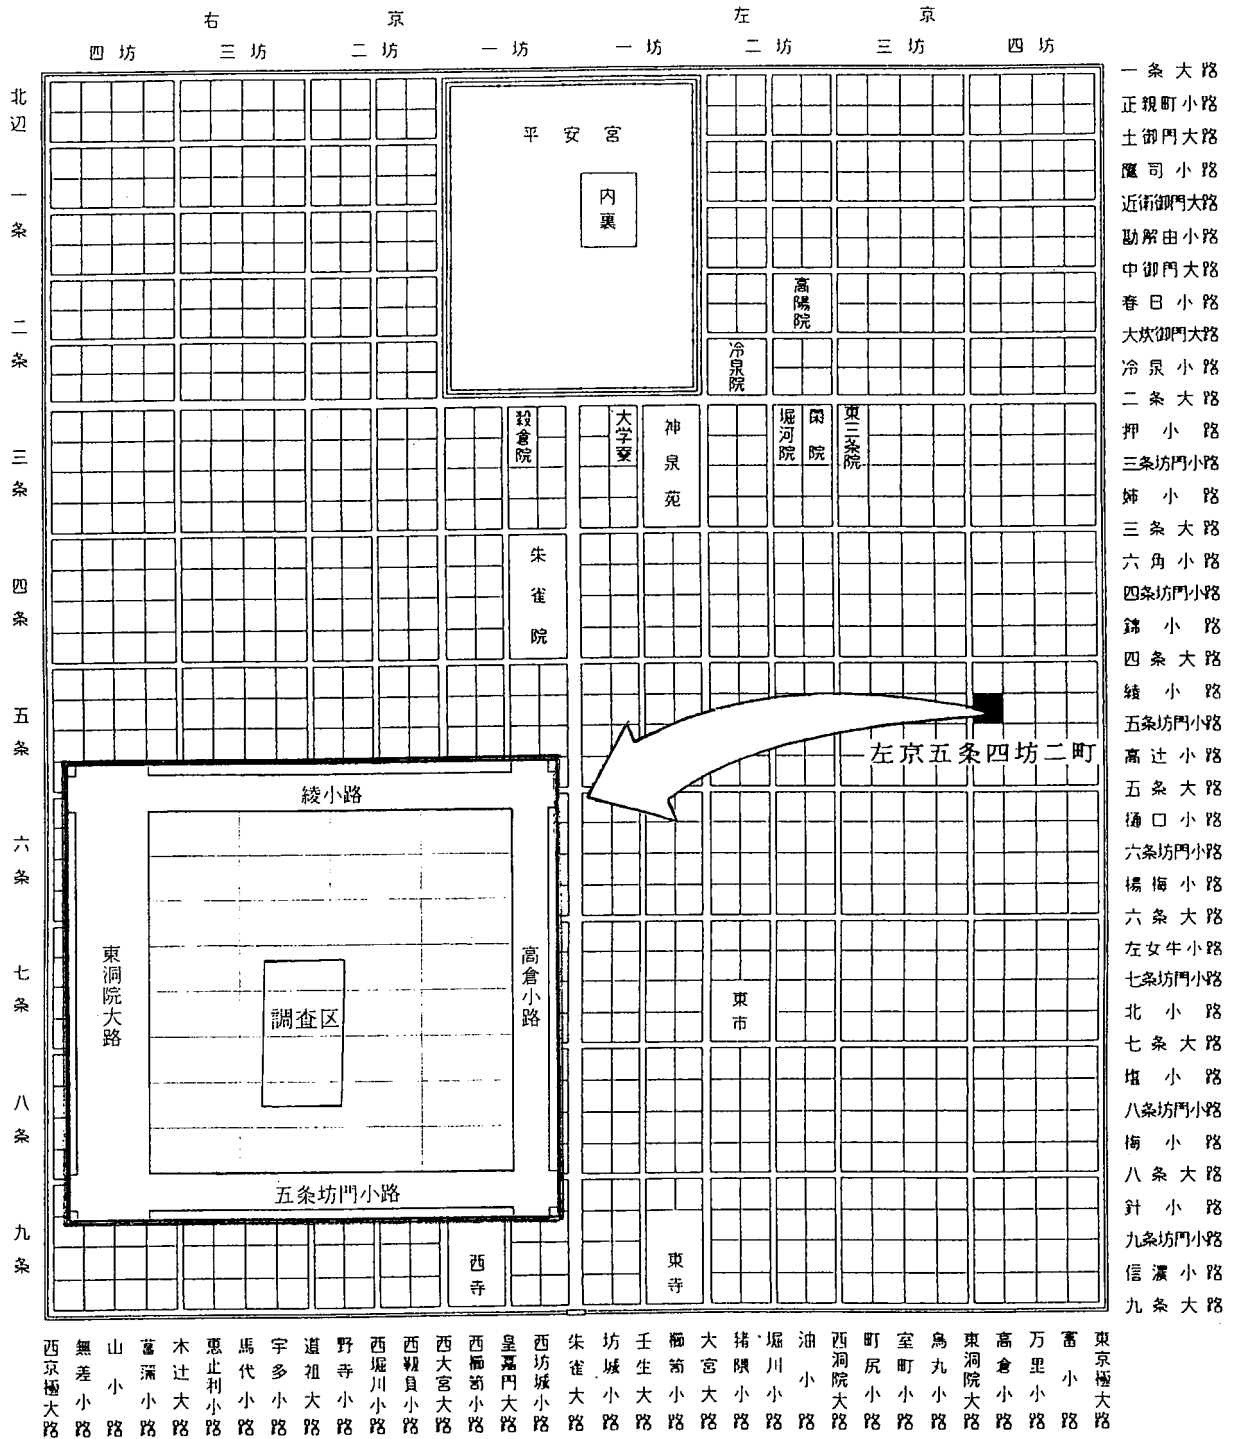 右京
左京
四坊
三坊
二坊
一坊
一坊
二坊
三坊
四坊
北辺
一条
二条
三条
四条
五条
六条
七条
八条
九条
平安宮
内裏
高陽院
冷泉院
穀倉院
大学寮
神泉苑
堀河院
閑院
東三条院
朱雀院
左京五条四坊二町
綾小路
東洞院大路
高倉小路
調査区
五条坊門小路
東市
西寺
東寺
一条大路
正親町小路
土御門大路
鷹司小路
近衛御門大路
勘解由小路
中御門大路
春日小路
大炊御門大路
冷泉小路
二条大路
押小路
三条坊門小路
姉小路
三条大路
六角小路
四条坊門小路
錦小路
四条大路
綾小路
五条坊門小路
高辻小路
五条大路
樋口小路
六条坊門小路
楊梅小路
六条大路
左女牛小路
七条坊門小路
北小路
七条大路
塩小路
八条坊門小路
梅小路
八条大路
針小路
九条坊門小路
信濃小路
九条大路
西京極大路
無差小路
山小路
菖蒲小路
木辻大路
恵止利小路
馬代小路
宇多小路
道祖大路
野寺小路
西堀川小路
西靱負小路
西大宮大路
西櫛笥小路
皇嘉門大路
西坊城小路
朱雀大路
坊城小路
壬生大路
櫛笥小路
大宮大路
猪隈小路
堀川小路
油小路
西洞院大路
町尻小路
室町小路
烏丸小路
東洞院大路
高倉小路
万里小路
富小路
東京極大路